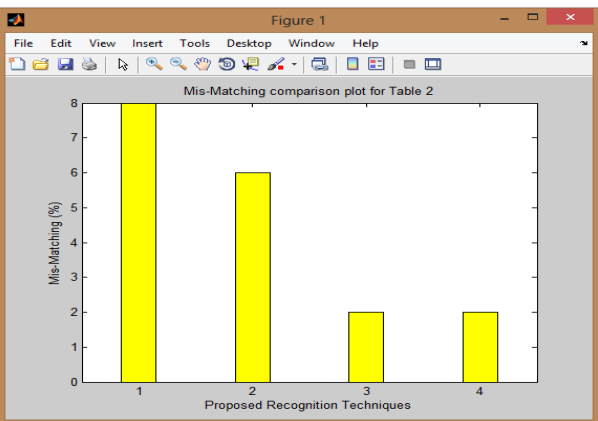 Figure 1
File Edit View Insert Tools Desktop Window Help
Mis-Matching comparison plot for Table 2
8
7
6
5
4
3
2
1
0
Mis-Matching (%)
1 2 3 4
Proposed Recognition Techniques